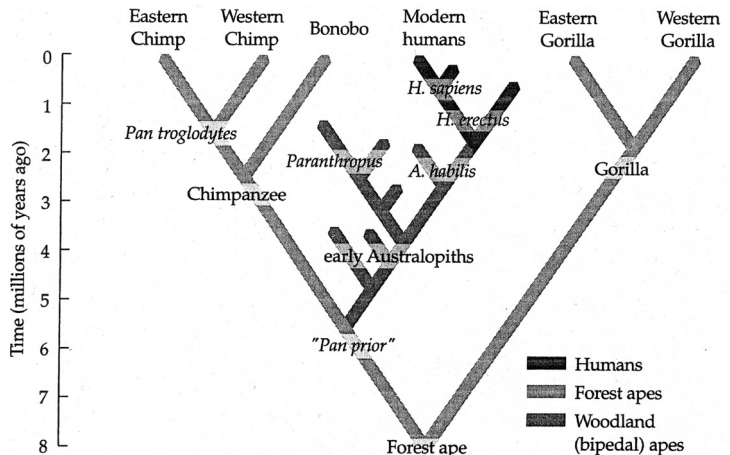 Eastern
Chimp
Western
Chimp
Bonobo
Modern
humans
Eastern
Gorilla
Western
Gorilla
Time (millions of years ago)
0
1
2
3
4
5
6
7
8
H. sapiens
H. erectus
Pan troglodytes
Paranthropus
A. habilis
Gorilla
Chimpanzee
early Australopiths
"Pan prior"
Forest ape
Humans
Forest apes
Woodland
(bipedal) apes